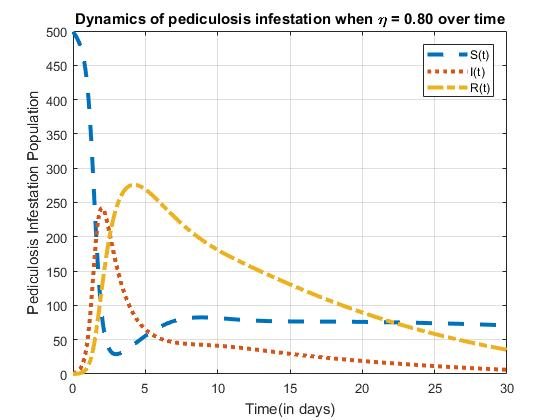 Dynamics of pediculosis infestation when η = 0.80 over time
Pediculosis Infestation Population
500
450
400
350
300
250
200
150
100
50
0
S(t)
I(t)
R(t)
0 5 10 15 20 25 30
Time(in days)